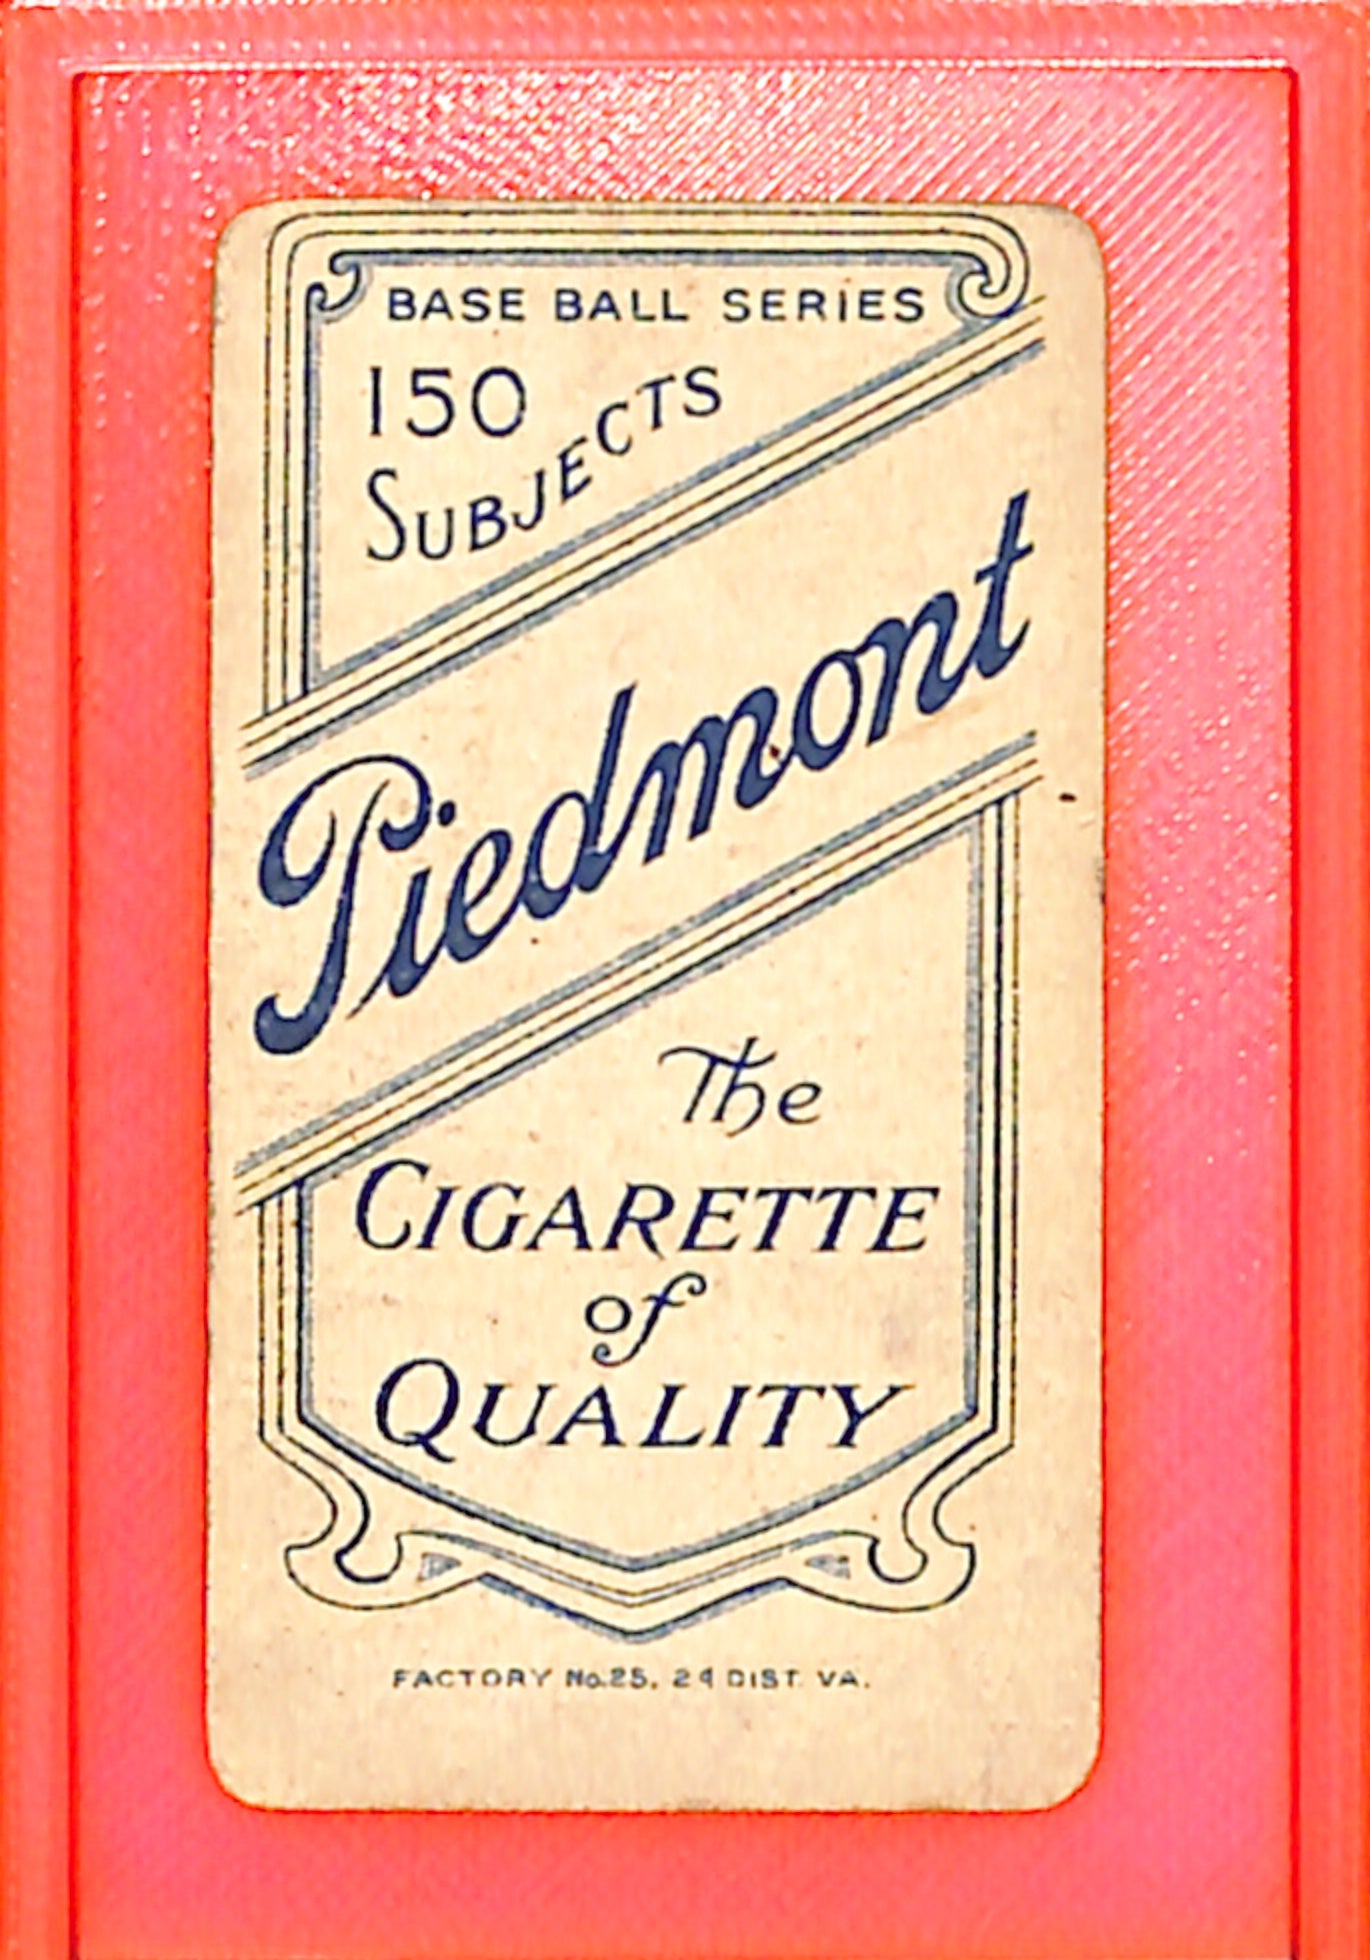 BASE BALL SERIES
150
SUBJECTS
Piedmont
The
CIGARETTE
of
QUALITY
FACTORY No.25, 2d DIST. VA.